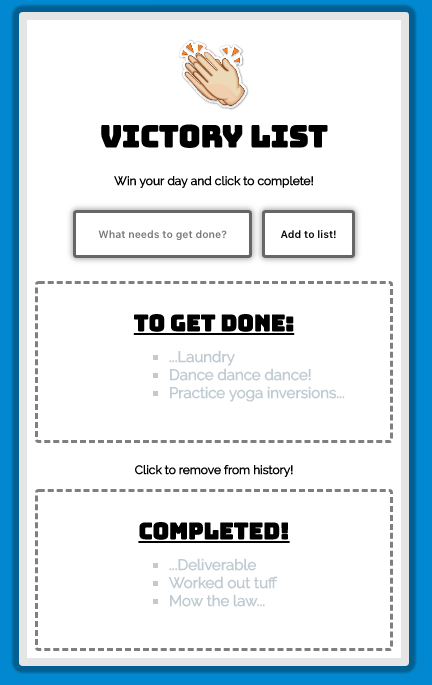 VICTORY LIST
Win your day and click to complete!
What needs to get done?
Add to list!
TO GET DONE:
...Laundry
Dance dance dance!
Practice yoga inversions...
Click to remove from history!
COMPLETED!
...Deliverable
Worked out tuff
Mow the law...